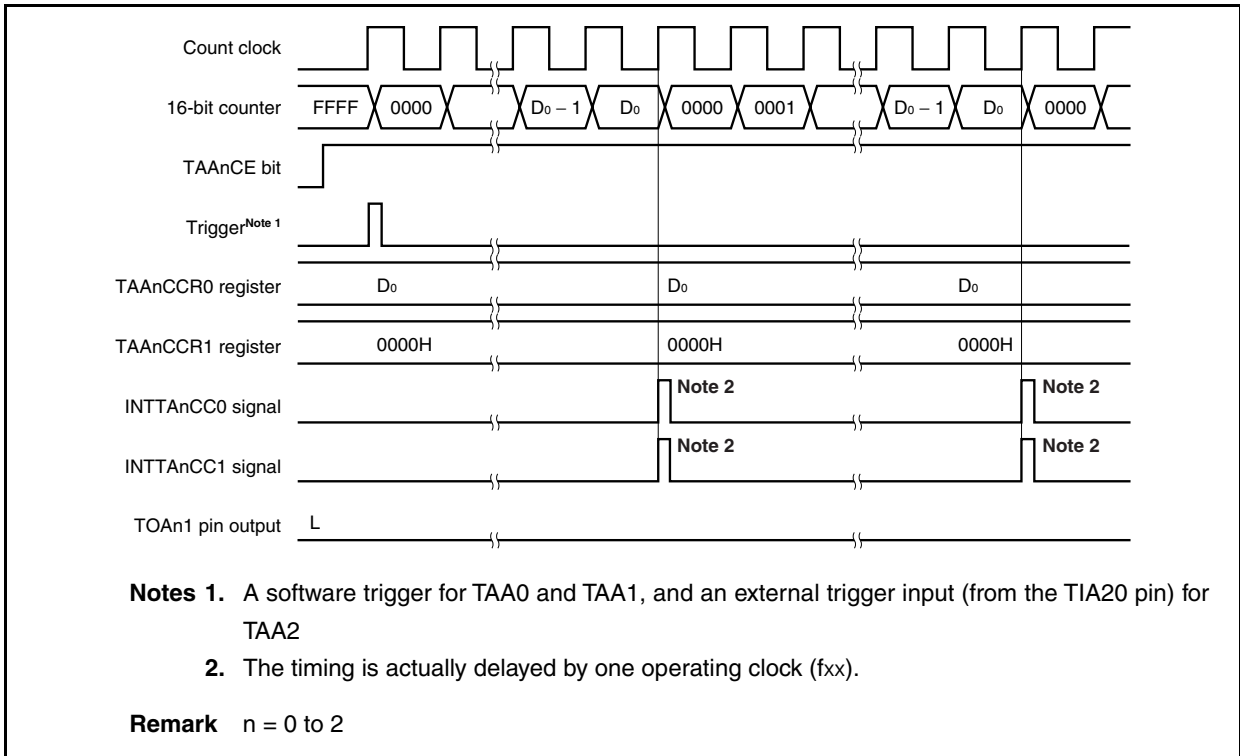 Count clock
16-bit counter FFFF 0000 D0 – 1 D0 0000 0001 D0 – 1 D0 0000
TAAnCE bit
Trigger Note 1
TAAnCCR0 register D0 D0 D0
TAAnCCR1 register 0000H 0000H 0000H
INTTAnCC0 signal Note 2 Note 2
INTTAnCC1 signal Note 2 Note 2
TOAn1 pin output L
Notes 1. A software trigger for TAA0 and TAA1, and an external trigger input (from the TIA20 pin) for
TAA2
2. The timing is actually delayed by one operating clock (fxx).
Remark n = 0 to 2